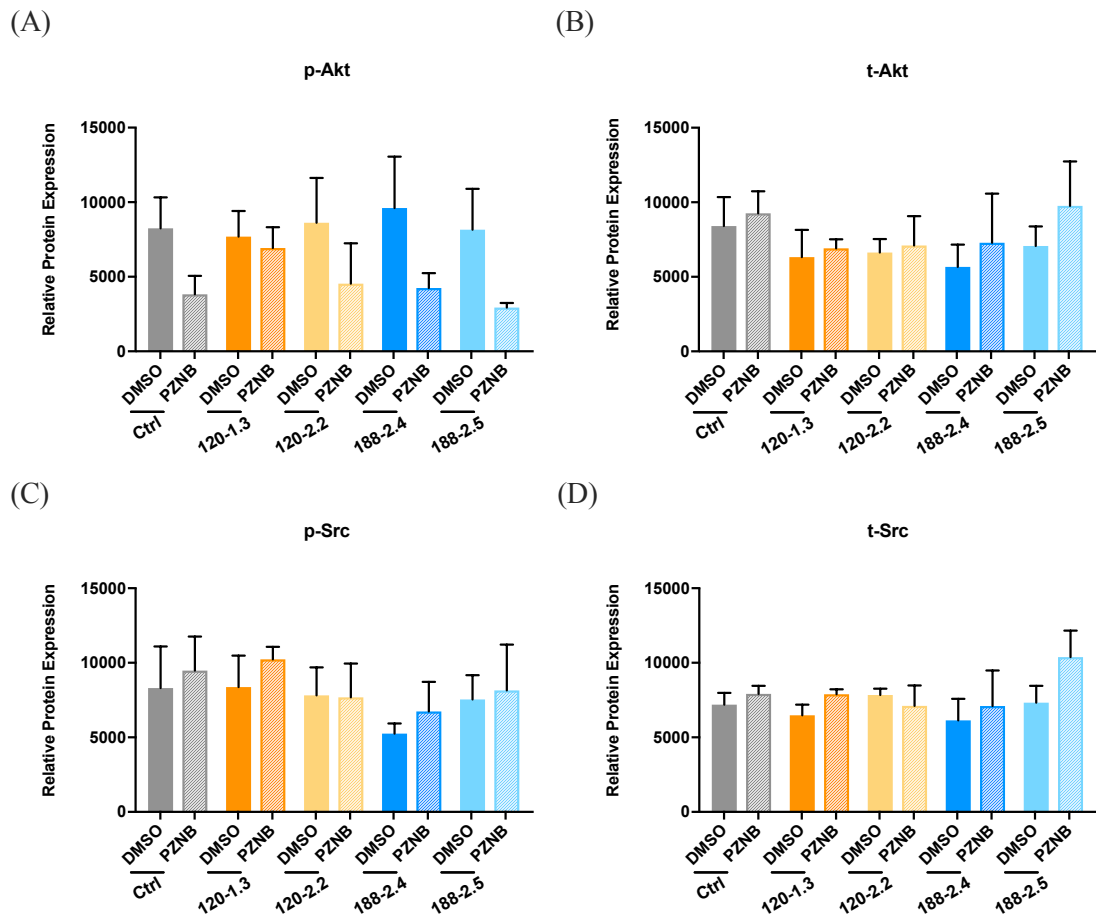 (A)
p-Akt
Relative Protein Expression
15000
10000
5000
0
DMSO PZNB DMSO PZNB DMSO PZNB DMSO PZNB DMSO PZNB
Ctrl 120-1.3 120-2.2 188-2.4 188-2.5
(B)
t-Akt
Relative Protein Expression
15000
10000
5000
0
DMSO PZNB DMSO PZNB DMSO PZNB DMSO PZNB DMSO PZNB
Ctrl 120-1.3 120-2.2 188-2.4 188-2.5
(C)
p-Src
Relative Protein Expression
15000
10000
5000
0
DMSO PZNB DMSO PZNB DMSO PZNB DMSO PZNB DMSO PZNB
Ctrl 120-1.3 120-2.2 188-2.4 188-2.5
(D)
t-Src
Relative Protein Expression
15000
10000
5000
0
DMSO PZNB DMSO PZNB DMSO PZNB DMSO PZNB DMSO PZNB
Ctrl 120-1.3 120-2.2 188-2.4 188-2.5